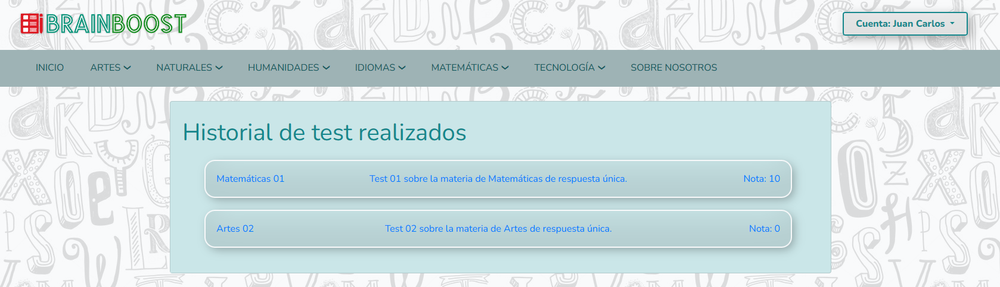 BRAINBOOST
Cuenta: Juan Carlos
INICIO ARTES NATURALES HUMANIDADES IDIOMAS MATEMÁTICAS TECNOLOGÍA SOBRE NOSOTROS
Historial de test realizados
Matemáticas 01 Test 01 sobre la materia de Matemáticas de respuesta única. Nota: 10
Artes 02 Test 02 sobre la materia de Artes de respuesta única. Nota: 0